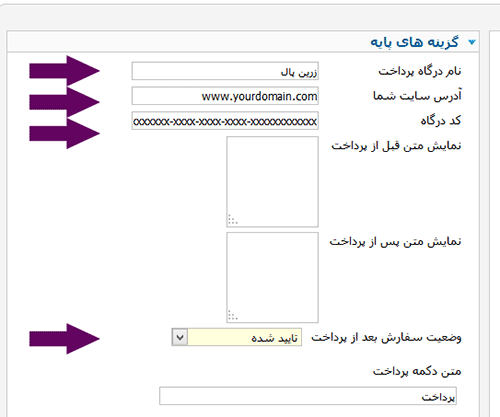 گزینه های پایه
نام درگاه پرداخت
زرین پال
آدرس سایت شما
www.yourdomain.com
کد درگاه
xxxxxxx-xxxx-xxxx-xxxx-xxxxxxxxxxxx
نمایش متن قبل از پرداخت
نمایش متن پس از پرداخت
وضعیت سفارش بعد از پرداخت
تایید شده
متن دکمه پرداخت
پرداخت